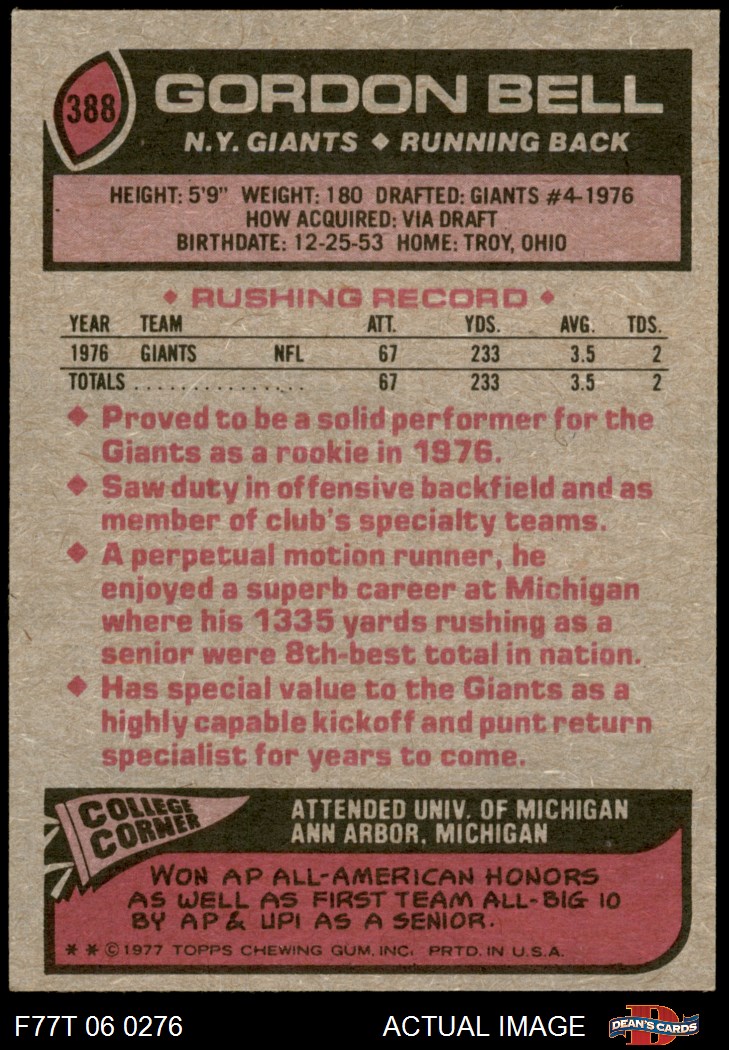 388
GORDON BELL
N.Y. GIANTS ◆ RUNNING BACK
HEIGHT: 5'9" WEIGHT: 180 DRAFTED: GIANTS #4-1976
HOW ACQUIRED: VIA DRAFT
BIRTHDATE: 12-25-53 HOME: TROY, OHIO
◆ RUSHING RECORD ◆
YEAR TEAM ATT. YDS. AVG. TDS.
1976 GIANTS NFL 67 233 3.5 2
TOTALS . . . . . . . . . . . . . . . 67 233 3.5 2
◆ Proved to be a solid performer for the
Giants as a rookie in 1976.
◆ Saw duty in offensive backfield and as
member of club's specialty teams.
◆ A perpetual motion runner, he
enjoyed a superb career at Michigan
where his 1335 yards rushing as a
senior were 8th-best total in nation.
◆ Has special value to the Giants as a
highly capable kickoff and punt return
specialist for years to come.
COLLEGE
CORNER
ATTENDED UNIV. OF MICHIGAN
ANN ARBOR, MICHIGAN
WON AP ALL-AMERICAN HONORS
AS WELL AS FIRST TEAM ALL-BIG 10
BY AP & UPI AS A SENIOR.
* * © 1977 TOPPS CHEWING GUM, INC. PRTD. IN U.S.A.
F77T 06 0276 ACTUAL IMAGE
D
DEAN'S CARDS